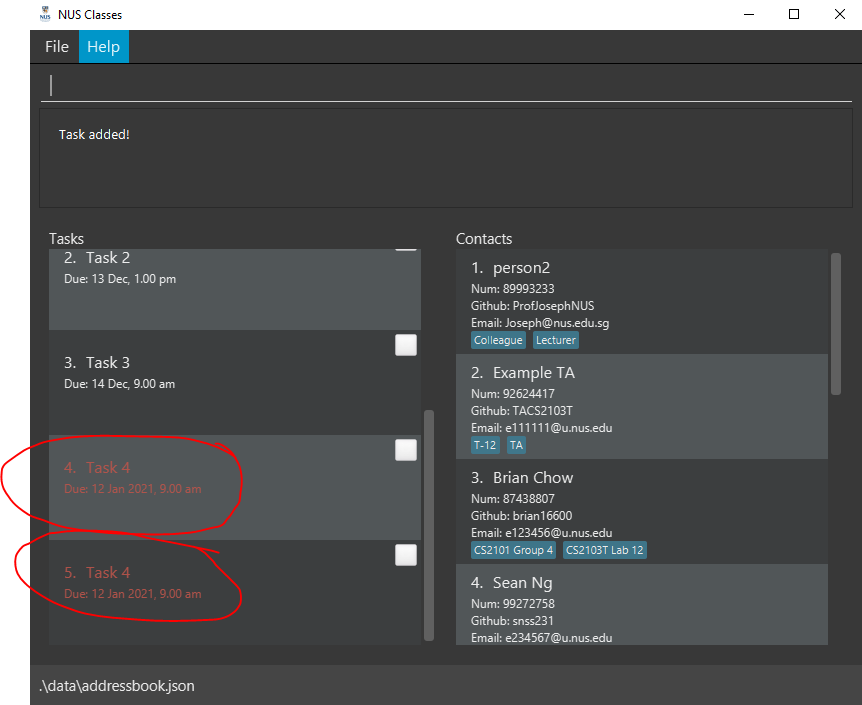 NUS Classes
File Help
Task added!
Tasks
2. Task 2
Due: 13 Dec, 1.00 pm
3. Task 3
Due: 14 Dec, 9.00 am
4. Task 4
Due: 12 Jan 2021, 9.00 am
5. Task 4
Due: 12 Jan 2021, 9.00 am
Contacts
1. person2
Num: 89993233
Github: ProfJosephNUS
Email: Joseph@nus.edu.sg
Colleague Lecturer
2. Example TA
Num: 92624417
Github: TACS2103T
Email: e111111@u.nus.edu
T-12 TA
3. Brian Chow
Num: 87438807
Github: brian16600
Email: e123456@u.nus.edu
CS2101 Group 4 CS2103T Lab 12
4. Sean Ng
Num: 99272758
Github: snss231
Email: e234567@u.nus.edu
.\data\addressbook.json